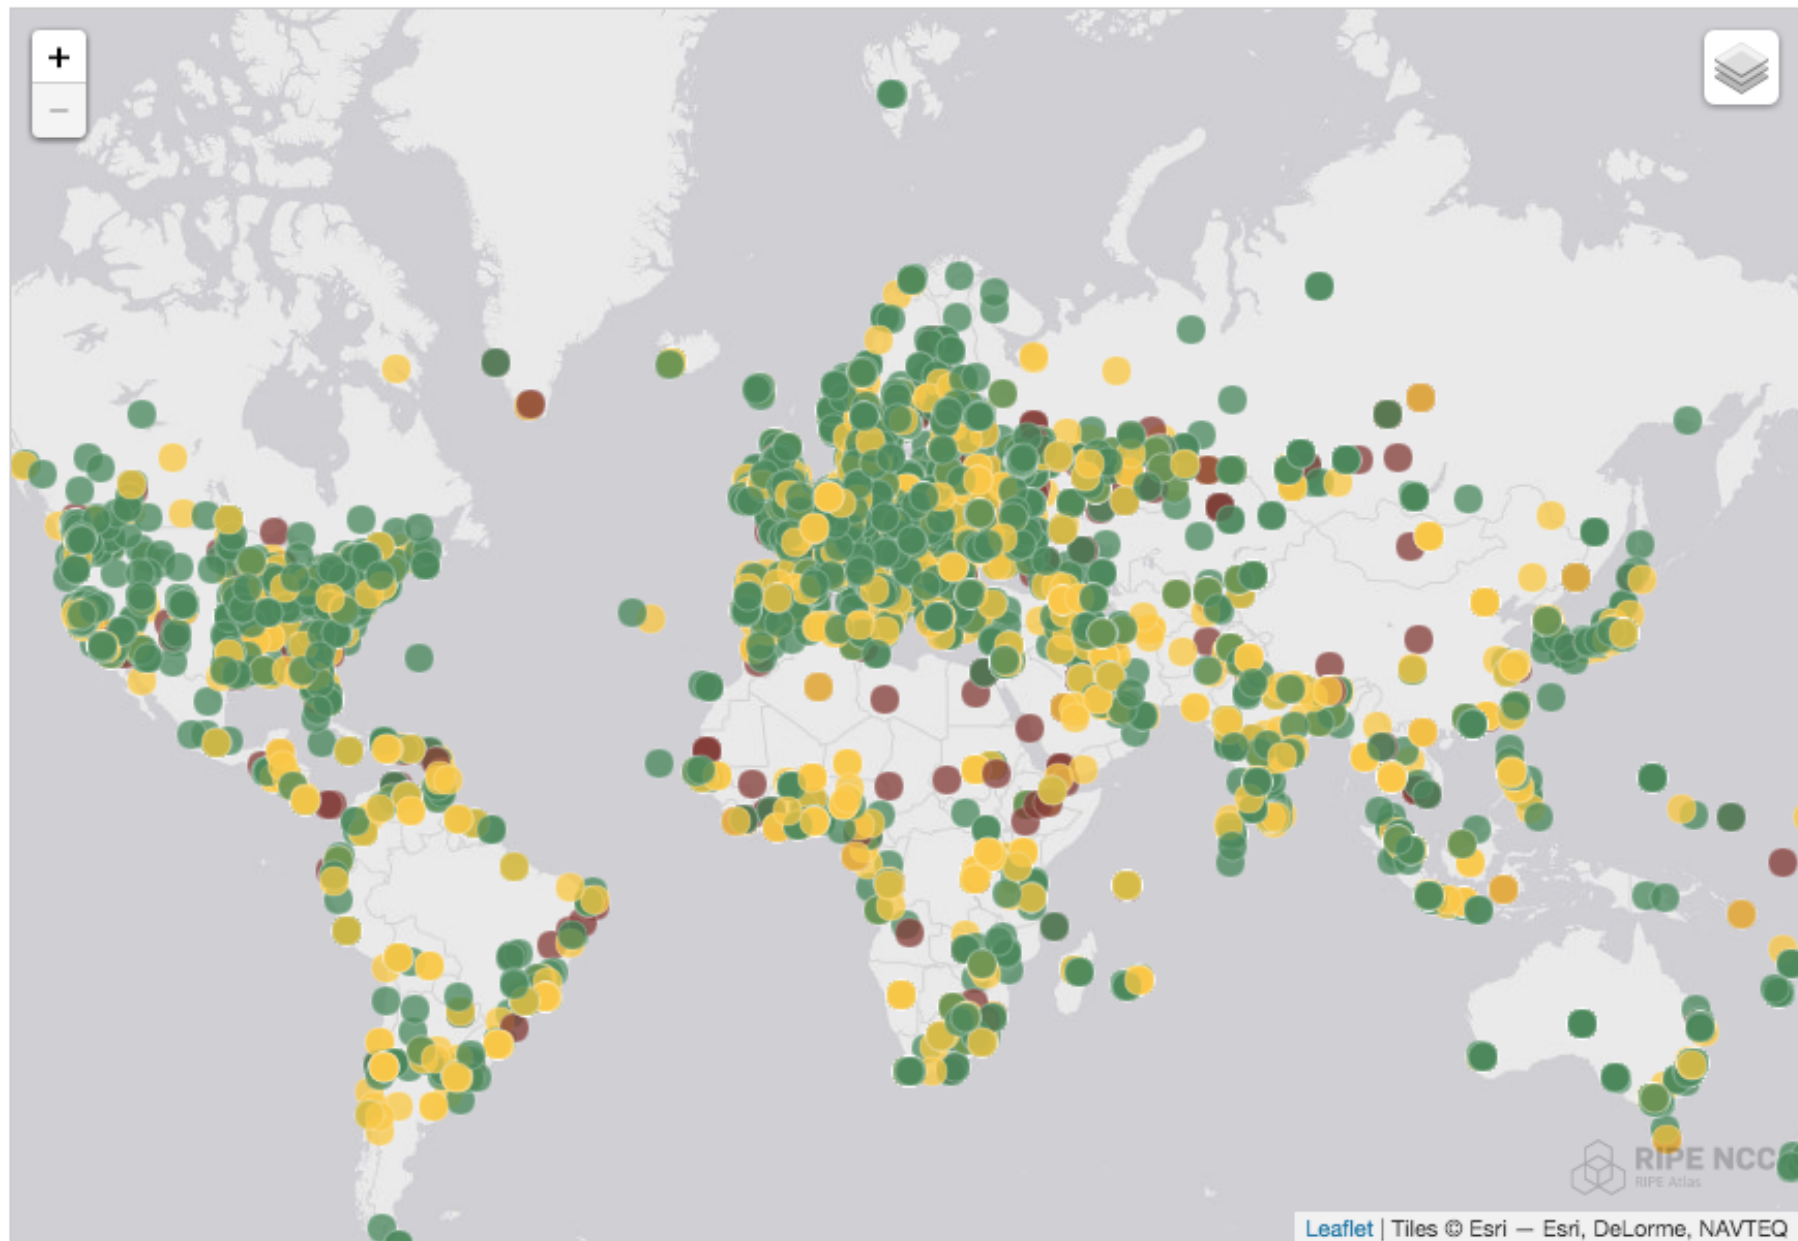 +
−
RIPE NCC
RIPE Atlas
Leaflet | Tiles © Esri — Esri, DeLorme, NAVTEQ